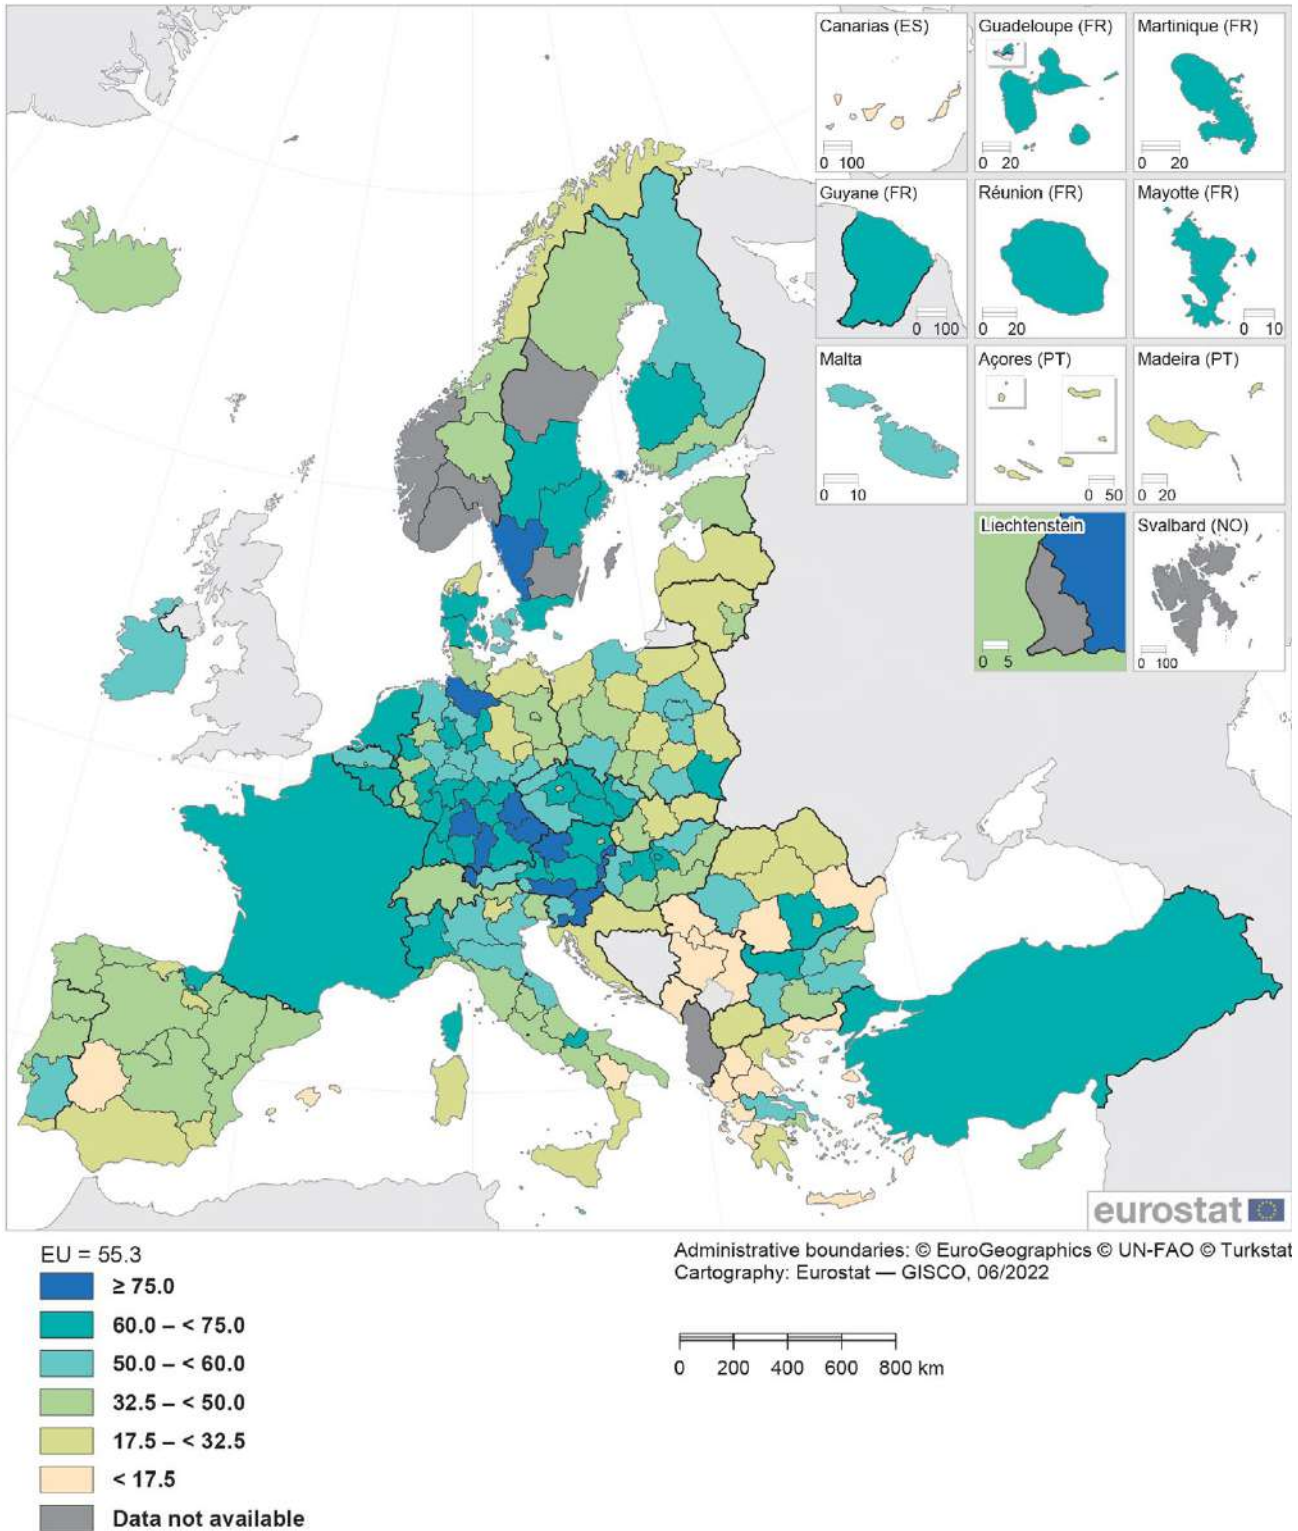 Canarias (ES)
0 100
Guadeloupe (FR)
0 20
Martinique (FR)
0 20
Guyane (FR)
0 100
Réunion (FR)
0 20
Mayotte (FR)
0 10
Malta
0 10
Açores (PT)
0 50
Madeira (PT)
0 20
Liechtenstein
0 5
Svalbard (NO)
0 100
eurostat
EU = 55.3
≥ 75.0
60.0 – < 75.0
50.0 – < 60.0
32.5 – < 50.0
17.5 – < 32.5
< 17.5
Data not available
Administrative boundaries: © EuroGeographics © UN-FAO © Turkstat
Cartography: Eurostat — GISCO, 06/2022
0 200 400 600 800 km